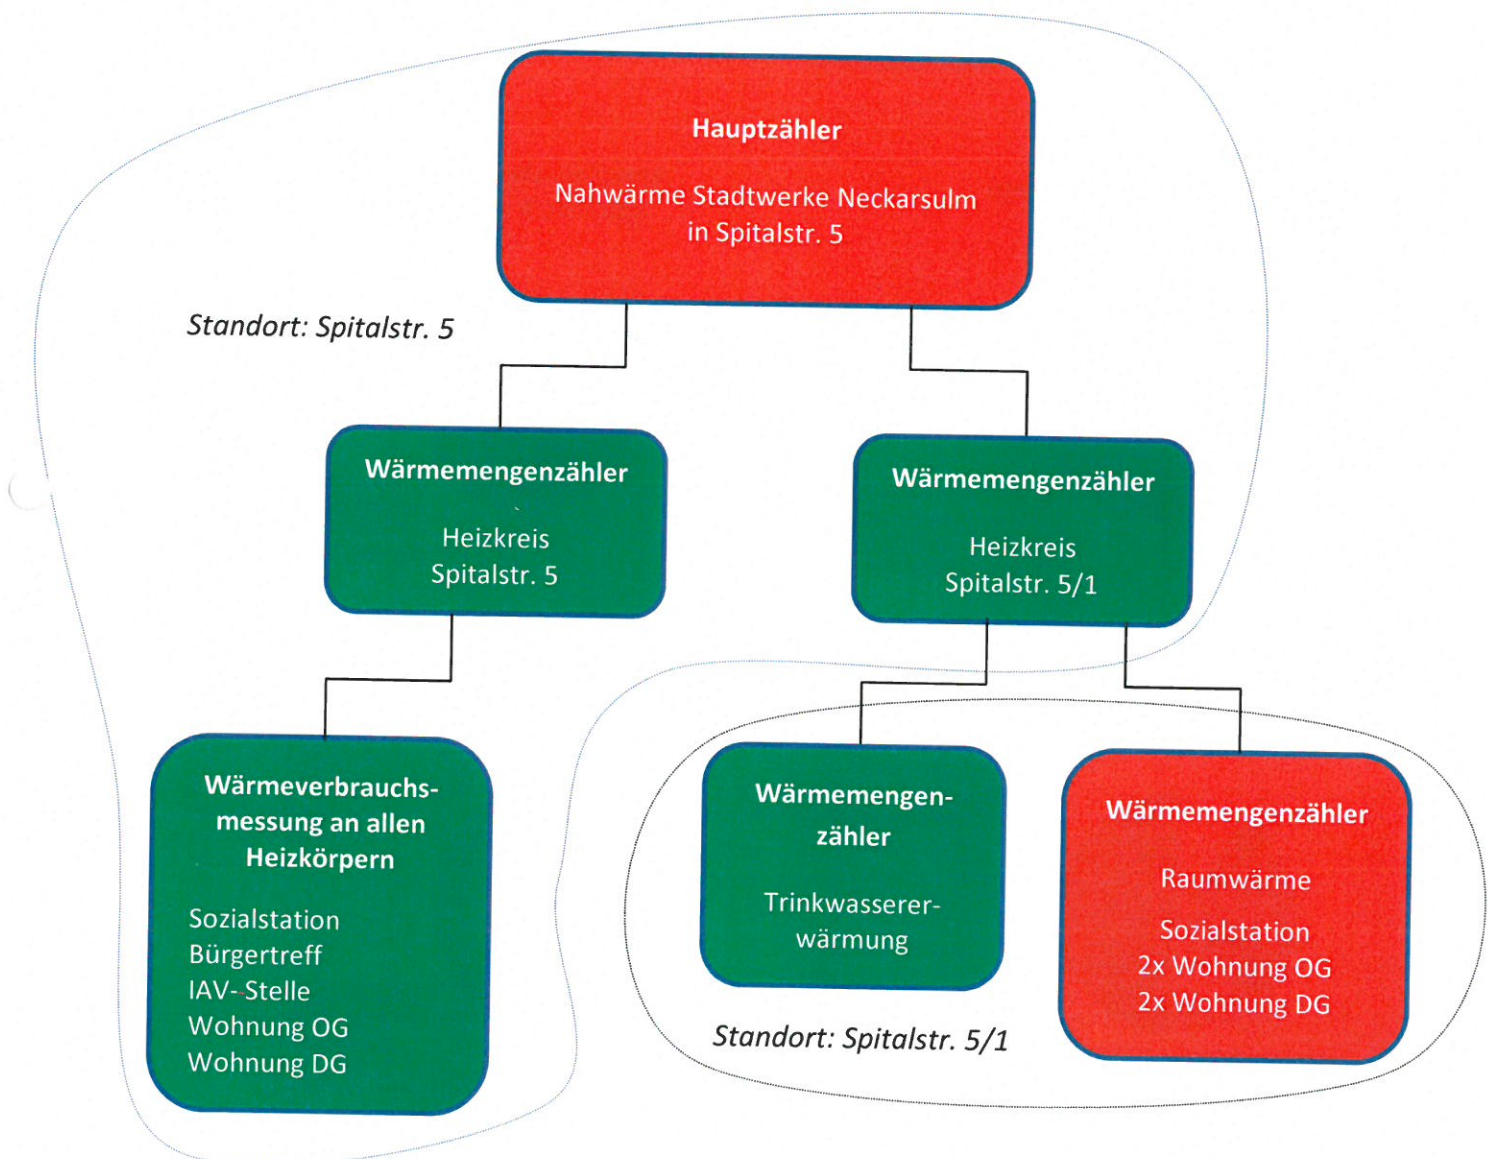 Hauptzähler
Nahwärme Stadtwerke Neckarsulm
in Spitalstr. 5
Standort: Spitalstr. 5
Wärmemengenzähler
Heizkreis
Spitalstr. 5
Wärmemengenzähler
Heizkreis
Spitalstr. 5/1
Wärmeverbrauchs-
messung an allen
Heizkörpern
Sozialstation
Bürgertreff
IAV-Stelle
Wohnung OG
Wohnung DG
Wärmemengen-
zähler
Trinkwasserer-
wärmung
Wärmemengenzähler
Raumwärme
Sozialstation
2x Wohnung OG
2x Wohnung DG
Standort: Spitalstr. 5/1